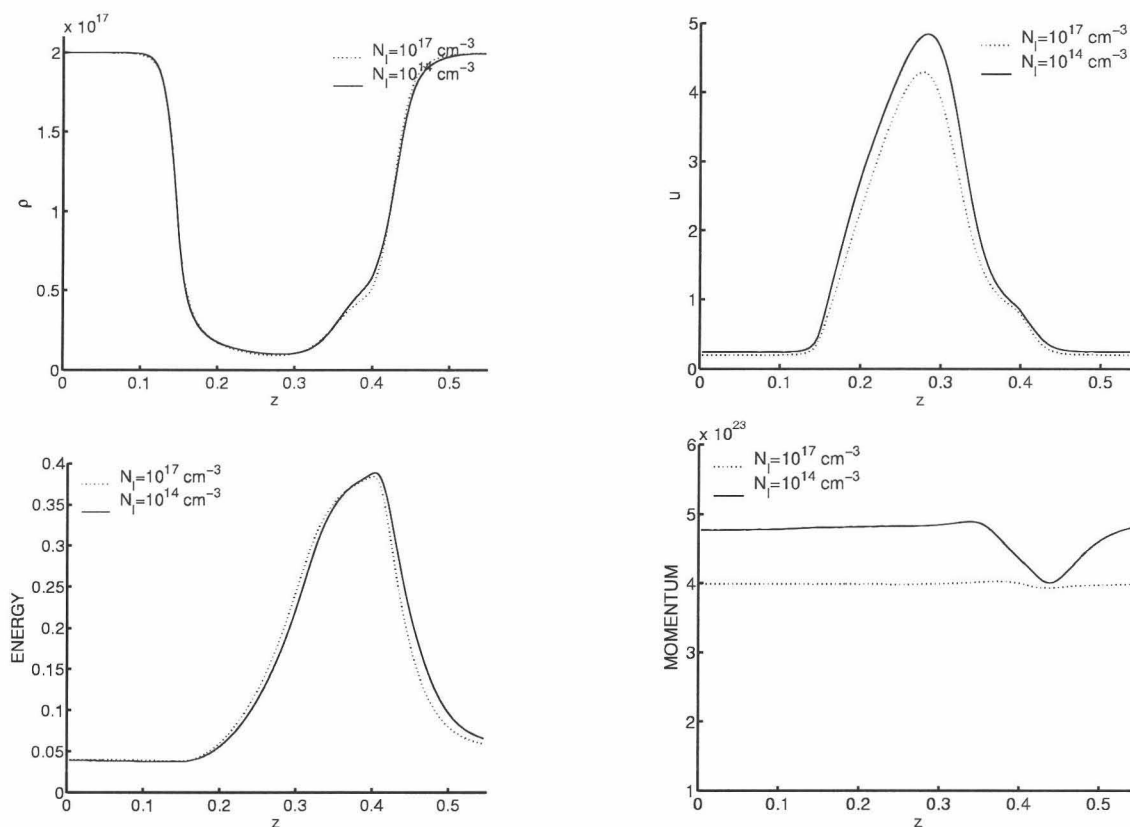 x 10^17
N_I=10^17 cm^-3
N_I=10^14 cm^-3
2
1.5
1
0.5
0
ρ
0 0.1 0.2 0.3 0.4 0.5
z
N_I=10^17 cm^-3
N_I=10^14 cm^-3
5
4
3
2
1
0
u
0 0.1 0.2 0.3 0.4 0.5
z
N_I=10^17 cm^-3
N_I=10^14 cm^-3
0.4
0.35
0.3
0.25
0.2
0.15
0.1
0.05
0
ENERGY
0 0.1 0.2 0.3 0.4 0.5
z
x 10^23
N_I=10^17 cm^-3
N_I=10^14 cm^-3
6
5
4
3
2
1
MOMENTUM
0 0.1 0.2 0.3 0.4 0.5
z